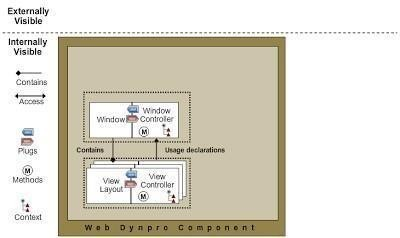 Externally
Visible
Internally
Visible
Contains
Access
Plugs
M
Methods
Context
Window
Window
Controller
M
Contains
Usage declarations
View
Layout
View
Controller
M
Web Dynpro Component